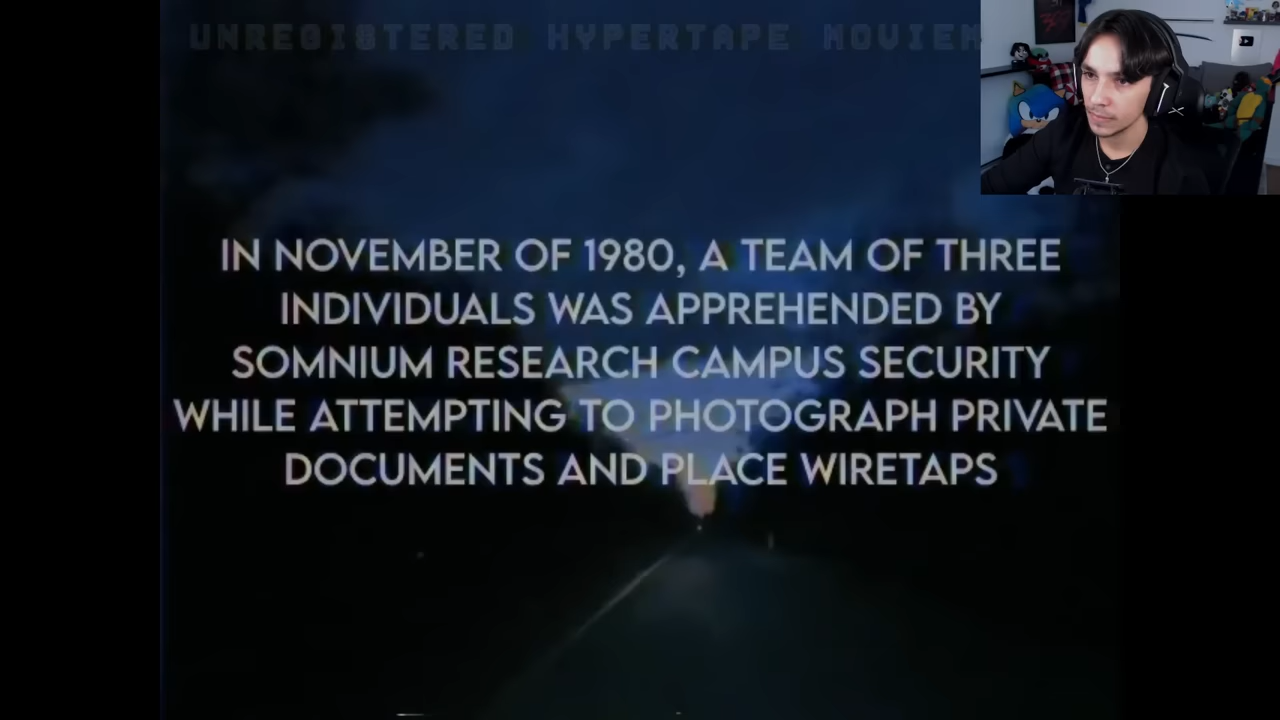 UNREGISTERED HYPERTAPE MOVIEM
IN NOVEMBER OF 1980, A TEAM OF THREE
INDIVIDUALS WAS APPREHENDED BY
SOMNIUM RESEARCH CAMPUS SECURITY
WHILE ATTEMPTING TO PHOTOGRAPH PRIVATE
DOCUMENTS AND PLACE WIRETAPS